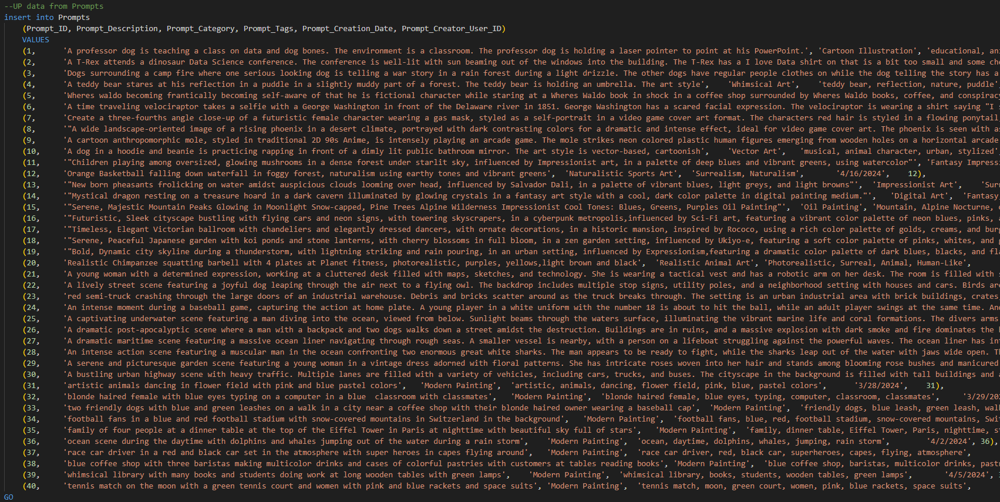 --UP data from Prompts
insert into Prompts
(Prompt_ID, Prompt_Description, Prompt_Category, Prompt_Tags, Prompt_Creation_Date, Prompt_Creator_User_ID)
VALUES
(1, 'A professor dog is teaching a class on data and dog bones. The environment is a classroom. The professor dog is holding a laser pointer to point at his PowerPoint.', 'Cartoon Illustration', 'educational, ani
(2, 'A T-Rex attends a dinosaur Data Science conference. The conference is well-lit with sun beaming out of the windows into the building. The T-Rex has a I love Data shirt on that is a bit too small and some che
(3, 'Dogs surrounding a camp fire where one serious looking dog is telling a war story in a rain forest during a light drizzle. The other dogs have regular people clothes on while the dog telling the story has a
(4, 'A teddy bear stares at his reflection in a puddle in a slightly muddy part of a forest. The teddy bear is holding an umbrella. The art style', 'Whimsical Art', 'teddy bear, reflection, nature, puddle',
(5, 'Wheres waldo becoming frantically becoming self-aware of that he is fictional character while staring at a Wheres Waldo book in shock in a coffee shop surrounded by Wheres Waldo books, coffee, and conspiracy
(6, 'A time traveling velociraptor takes a selfie with a George Washington in front of the Delaware river in 1851. George Washington has a scared facial expression. The velociraptor is wearing a shirt saying "I s
(7, 'Create a three-fourths angle close-up of a futuristic female character wearing a gas mask, styled as a self-portrait in a video game cover art format. The characters red hair is styled in a flowing ponytail,
(8, '"A wide landscape-oriented image of a rising phoenix in a desert climate, portrayed with dark contrasting colors for a dramatic and intense effect, ideal for video game cover art. The phoenix is seen with as
(9, 'A cartoon anthropomorphic mole, styled in traditional 2D 90s Anime, is intensely playing an arcade game. The mole strikes neon colored plastic human figures emerging from wooden holes on a horizontal arcade
(10, 'A dog in a hoodie and beanie is practicing rapping in front of a dimly lit public bathroom mirror. The art style is vector-based, cartoonish', 'Vector Art', 'musical, animal character, urban, stylized',
(11, '"Children playing among oversized, glowing mushrooms in a dense forest under starlit sky, influenced by Impressionist art, in a palette of deep blues and vibrant greens, using watercolor"', 'Fantasy Impress
(12, 'Orange Basketball falling down waterfall in foggy forest, naturalism using earthy tones and vibrant greens', 'Naturalistic Sports Art', 'Surrealism, Naturalism', '4/16/2024', 12),
(13, '"New born pheasants frolicking on water amidst auspicious clouds looming over head, influenced by Salvador Dali, in a palette of vibrant blues, light greys, and light browns"', 'Impressionist Art', 'Surr
(14, '"Mystical dragon resting on a treasure hoard in a dark cavern illuminated by glowing crystals in a fantasy art style with a cool, dark color palette in digital painting medium."', 'Digital Art', 'Fantasy,
(15, '"Serene, Majestic Mountain Peaks Glowing in Moonlight Snow-capped, Pine Trees Alpine Wilderness Impressionist Cool Tones: Blues, Greens, Purples Oil Painting"', 'Oil Painting', 'Mountain, Alpine Nocturne,
(16, '"Futuristic, Sleek cityscape bustling with flying cars and neon signs, with towering skyscrapers, in a cyberpunk metropolis,influenced by Sci-Fi art, featuring a vibrant color palette of neon blues, pinks, a
(17, '"Timeless, Elegant Victorian ballroom with chandeliers and elegantly dressed dancers, with ornate decorations, in a historic mansion, inspired by Rococo, using a rich color palette of golds, creams, and burg
(18, '"Serene, Peaceful Japanese garden with koi ponds and stone lanterns, with cherry blossoms in full bloom, in a zen garden setting, influenced by Ukiyo-e, featuring a soft color palette of pinks, whites, and g
(19, '"Bold, Dynamic city skyline during a thunderstorm, with lightning striking and rain pouring, in an urban setting, influenced by Expressionism,featuring a dramatic color palette of dark blues, blacks, and fla
(20, 'Realistic Chimpanzee squatting barbell with 4 plates at Planet fitness, photorealistic, purples, yellows,light brown and black', 'Realistic Animal Art', 'Photorealistic, Surreal, Animal, Human-Like',
(21, 'A young woman with a determined expression, working at a cluttered desk filled with maps, sketches, and technology. She is wearing a tactical vest and has a robotic arm on her desk. The room is filled with s
(22, 'A lively street scene featuring a joyful dog leaping through the air next to a flying owl. The backdrop includes multiple stop signs, utility poles, and a neighborhood setting with houses and cars. Birds are
(23, 'red semi-truck crashing through the large doors of an industrial warehouse. Debris and bricks scatter around as the truck breaks through. The setting is an urban industrial area with brick buildings, crates,
(24, 'An intense moment during a baseball game, capturing the action at home plate. A young player in a white uniform with the number 18 is about to hit the ball, while an adult player swings at the same time. Ano
(25, 'A captivating underwater scene featuring a man diving into the ocean, viewed from below. Sunlight beams through the waters surface, illuminating the vibrant marine life and coral formations. The divers arms
(26, 'A dramatic post-apocalyptic scene where a man with a backpack and two dogs walks down a street amidst the destruction. Buildings are in ruins, and a massive explosion with dark smoke and fire dominates the b
(27, 'A dramatic maritime scene featuring a massive ocean liner navigating through rough seas. A smaller vessel is nearby, with a person on a lifeboat struggling against the powerful waves. The ocean liner has int
(28, 'An intense action scene featuring a muscular man in the ocean confronting two enormous great white sharks. The man appears to be ready to fight, while the sharks leap out of the water with jaws wide open. Th
(29, 'A serene and picturesque garden scene featuring a young woman in a vintage dress adorned with floral patterns. She has intricate roses woven into her hair and stands among blooming rose bushes and manicured
(30, 'A bustling urban highway scene with heavy traffic. Multiple lanes are filled with a variety of vehicles, including cars, trucks, and buses. The cityscape in the background is filled with tall buildings and a
(31, 'artistic animals dancing in flower field with pink and blue pastel colors', 'Modern Painting', 'artistic, animals, dancing, flower field, pink, blue, pastel colors', '3/28/2024', 31),
(32, 'blonde haired female with blue eyes typing on a computer in a blue  classroom with classmates', 'Modern Painting', 'blonde haired female, blue eyes, typing, computer, classroom, classmates', '3/29/202
(33, 'two friendly dogs with blue and green leashes on a walk in a city near a coffee shop with their blonde haired owner wearing a baseball cap', 'Modern Painting', 'friendly dogs, blue leash, green leash, wal
(34, 'football fans in a blue and red football stadium with snow-covered mountains in Switzerland in the background', 'Modern Painting', 'football fans, blue, red, football stadium, snow-covered mountains, Swi
(35, 'family of four people at a dinner table at the top of the Eiffel Tower in Paris at nighttime with beautiful sky full of stars', 'Modern Painting', 'family, dinner table, Eiffel Tower, Paris, nighttime, st
(36, 'ocean scene during the daytime with dolphins and whales jumping out of the water during a rain storm', 'Modern Painting', 'ocean, daytime, dolphins, whales, jumping, rain storm', '4/2/2024', 36),
(37, 'race car driver in a red and black car set in the atmosphere with super heroes in capes flying around', 'Modern Painting', 'race car driver, red, black car, superheroes, capes, flying, atmosphere',
(38, 'blue coffee shop with three baristas making multicolor drinks and cases of colorful pastries with customers at tables reading books', 'Modern Painting', 'blue coffee shop, baristas, multicolor drinks, past
(39, 'whimsical library with many books and students doing work at long wooden tables with green lamps', 'Modern Painting', 'whimsical library, books, students, wooden tables, green lamps', '4/5/2024',
(40, 'tennis match on the moon with a green tennis court and women with pink and blue rackets and space suits', 'Modern Painting', 'tennis match, moon, green court, women, pink, blue rackets, space suits',
GO